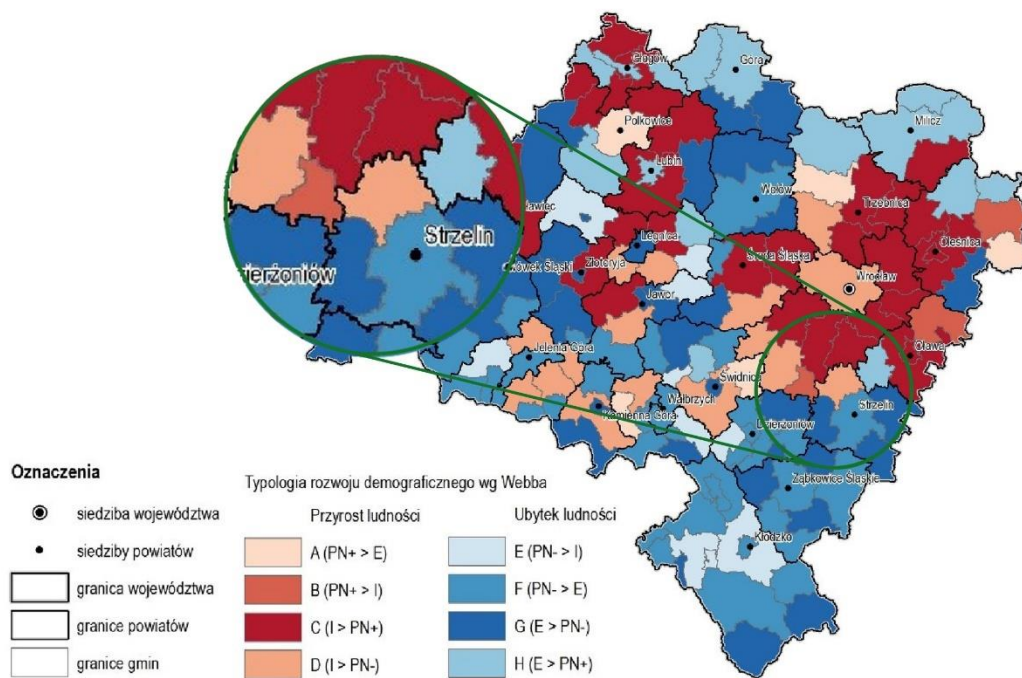 Głogów
Góra
Polkowice
Milicz
Lubin
Wołów
Trzebnica
Oleśnica
Legnica
Środa Śląska
Złotoryja
Wrocław
Jawor
Oława
Jelenia Góra
Świdnica
Wałbrzych
Kamienna Góra
Strzelin
Dzierżoniów
Ząbkowice Śląskie
Kłodzko
Strzelin
Oznaczenia
siedziba województwa
siedziby powiatów
granica województwa
granice powiatów
granice gmin
Typologia rozwoju demograficznego wg Webba
Przyrost ludności
A (PN+ > E)
B (PN+ > I)
C (I > PN+)
D (I > PN-)
Ubytek ludności
E (PN- > I)
F (PN- > E)
G (E > PN-)
H (E > PN+)